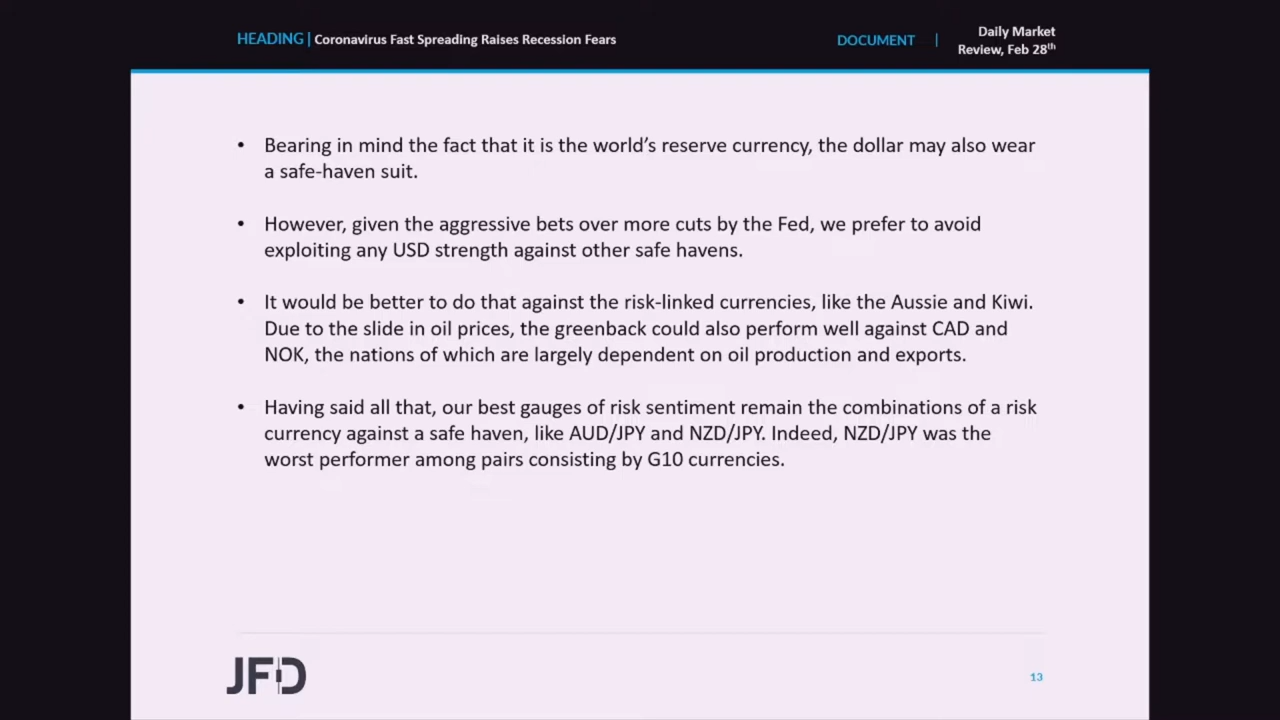 HEADING | Coronavirus Fast Spreading Raises Recession Fears
DOCUMENT | Daily Market
Review, Feb 28th
• Bearing in mind the fact that it is the world's reserve currency, the dollar may also wear
a safe-haven suit.
• However, given the aggressive bets over more cuts by the Fed, we prefer to avoid
exploiting any USD strength against other safe havens.
• It would be better to do that against the risk-linked currencies, like the Aussie and Kiwi.
Due to the slide in oil prices, the greenback could also perform well against CAD and
NOK, the nations of which are largely dependent on oil production and exports.
• Having said all that, our best gauges of risk sentiment remain the combinations of a risk
currency against a safe haven, like AUD/JPY and NZD/JPY. Indeed, NZD/JPY was the
worst performer among pairs consisting by G10 currencies.
JFD
13